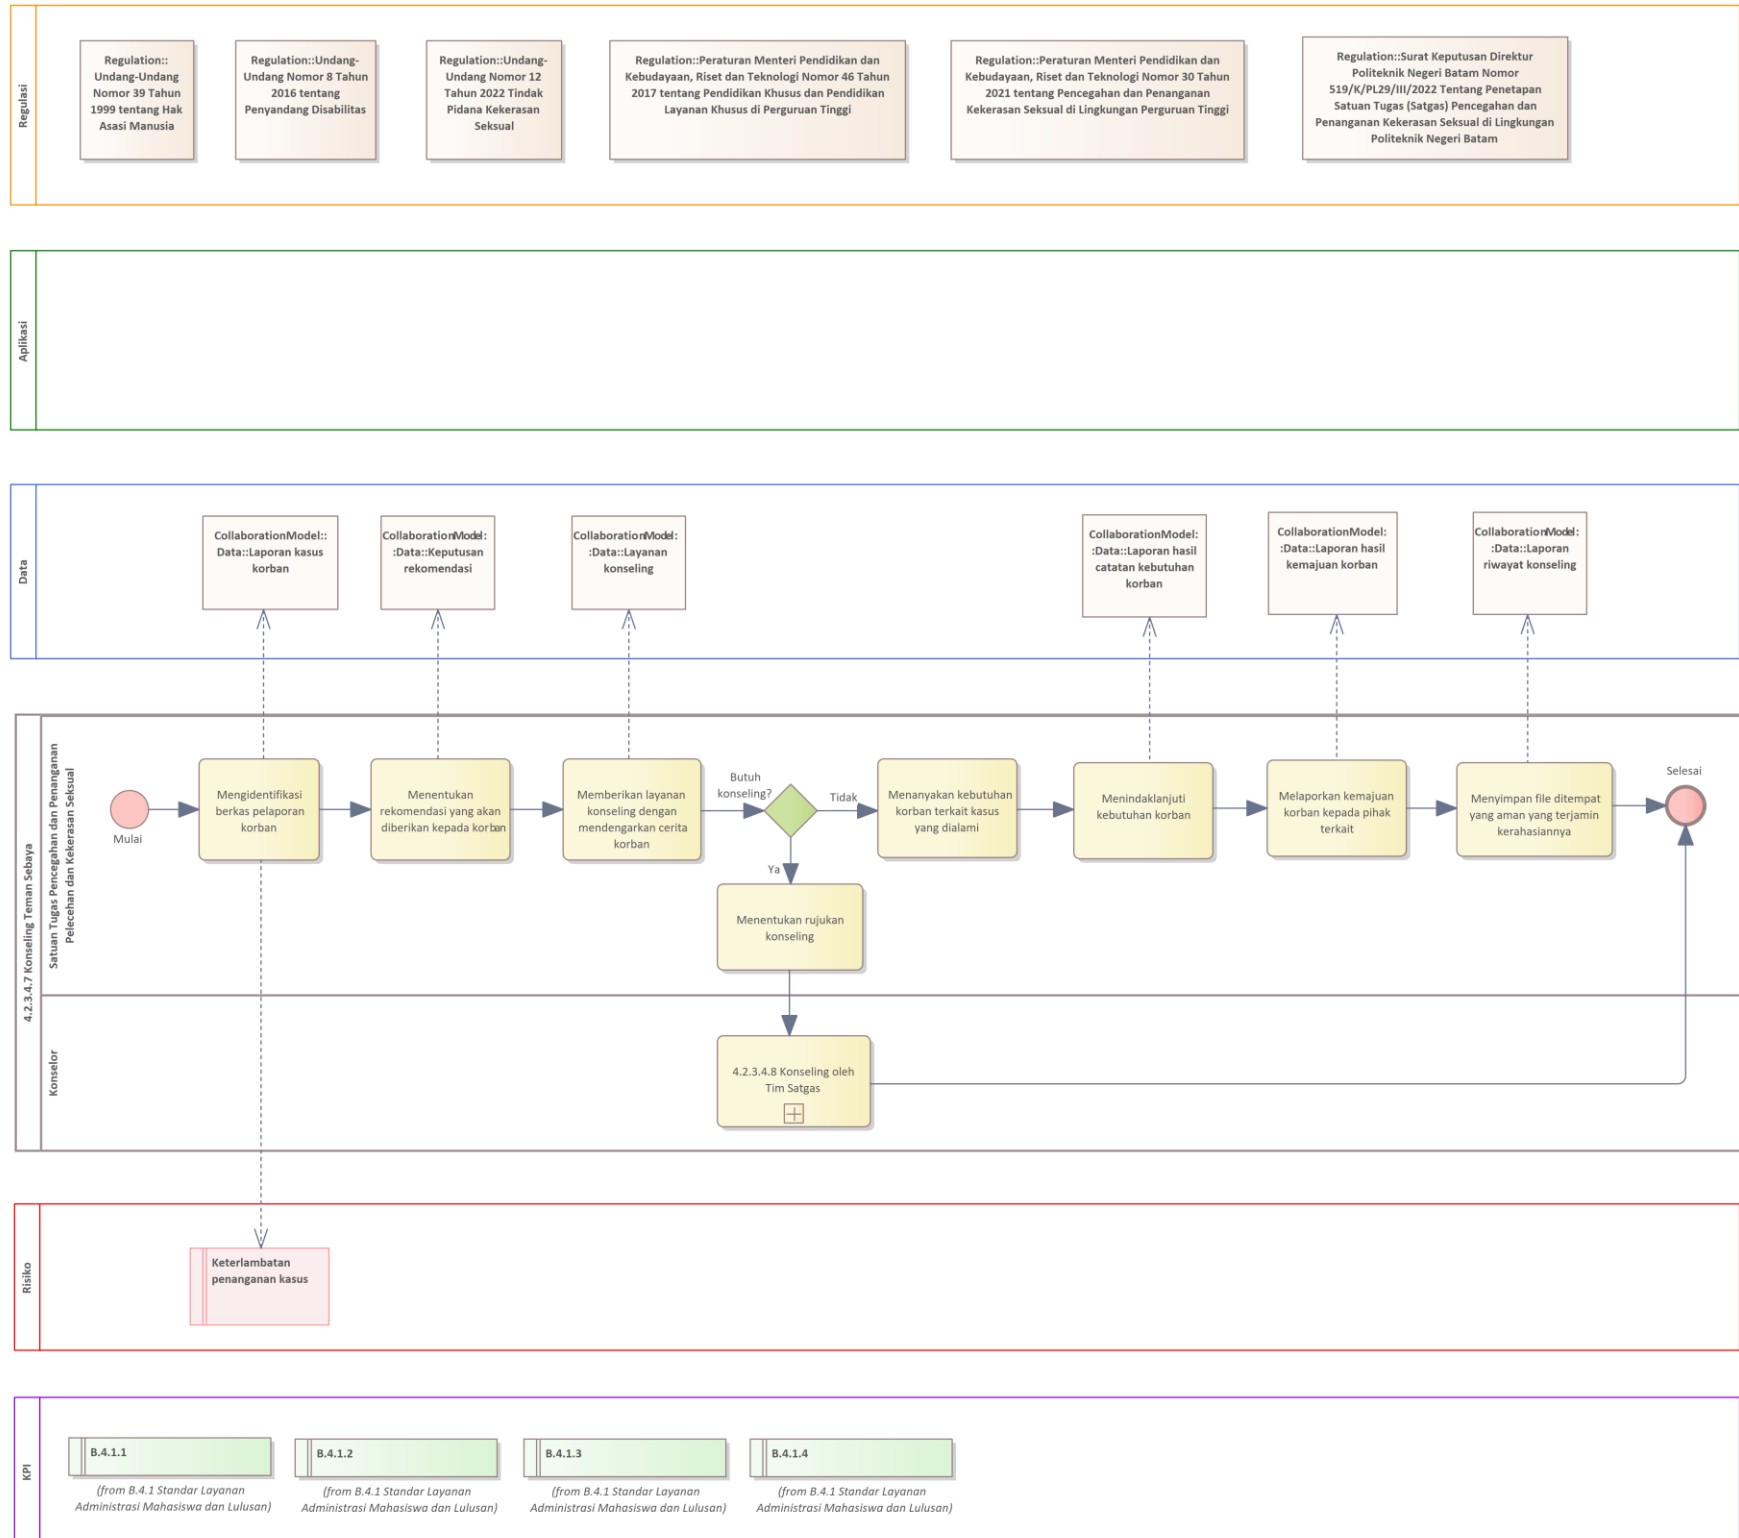 Regulasi
Regulation::
Undang-Undang
Nomor 39 Tahun
1999 tentang Hak
Asasi Manusia
Regulation::Undang-
Undang Nomor 8 Tahun
2016 tentang
Penyandang Disabilitas
Regulation::Undang-
Undang Nomor 12
Tahun 2022 Tindak
Pidana Kekerasan
Seksual
Regulation::Peraturan Menteri Pendidikan dan
Kebudayaan, Riset dan Teknologi Nomor 46 Tahun
2017 tentang Pendidikan Khusus dan Pendidikan
Layanan Khusus di Perguruan Tinggi
Regulation::Peraturan Menteri Pendidikan dan
Kebudayaan, Riset dan Teknologi Nomor 30 Tahun
2021 tentang Pencegahan dan Penanganan
Kekerasan Seksual di Lingkungan Perguruan Tinggi
Regulation::Surat Keputusan Direktur
Politeknik Negeri Batam Nomor
519/K/PL29/III/2022 Tentang Penetapan
Satuan Tugas (Satgas) Pencegahan dan
Penanganan Kekerasan Seksual di Lingkungan
Politeknik Negeri Batam
Aplikasi
Data
CollaborationModel::
Data::Laporan kasus
korban
CollaborationModel:
:Data::Keputusan
rekomendasi
CollaborationModel:
:Data::Layanan
konseling
CollaborationModel:
:Data::Laporan hasil
catatan kebutuhan
korban
CollaborationModel:
:Data::Laporan hasil
kemajuan korban
CollaborationModel:
:Data::Laporan
riwayat konseling
4.2.3.4.7 Konseling Teman Sebaya
Satuan Tugas Pencegahan dan Penanganan
Pelecehan dan Kekerasan Seksual
Mulai
Mengidentifikasi
berkas pelaporan
korban
Menentukan
rekomendasi yang akan
diberikan kepada korban
Memberikan layanan
konseling dengan
mendengarkan cerita
korban
Butuh
konseling?
Tidak
Menanyakan kebutuhan
korban terkait kasus
yang dialami
Menindaklanjuti
kebutuhan korban
Melaporkan kemajuan
korban kepada pihak
terkait
Menyimpan file ditempat
yang aman yang terjamin
kerahasiannya
Selesai
Ya
Menentukan rujukan
konseling
Konselor
4.2.3.4.8 Konseling oleh
Tim Satgas
Risiko
Keterlambatan
penanganan kasus
KPI
B.4.1.1
(from B.4.1 Standar Layanan
Administrasi Mahasiswa dan Lulusan)
B.4.1.2
(from B.4.1 Standar Layanan
Administrasi Mahasiswa dan Lulusan)
B.4.1.3
(from B.4.1 Standar Layanan
Administrasi Mahasiswa dan Lulusan)
B.4.1.4
(from B.4.1 Standar Layanan
Administrasi Mahasiswa dan Lulusan)